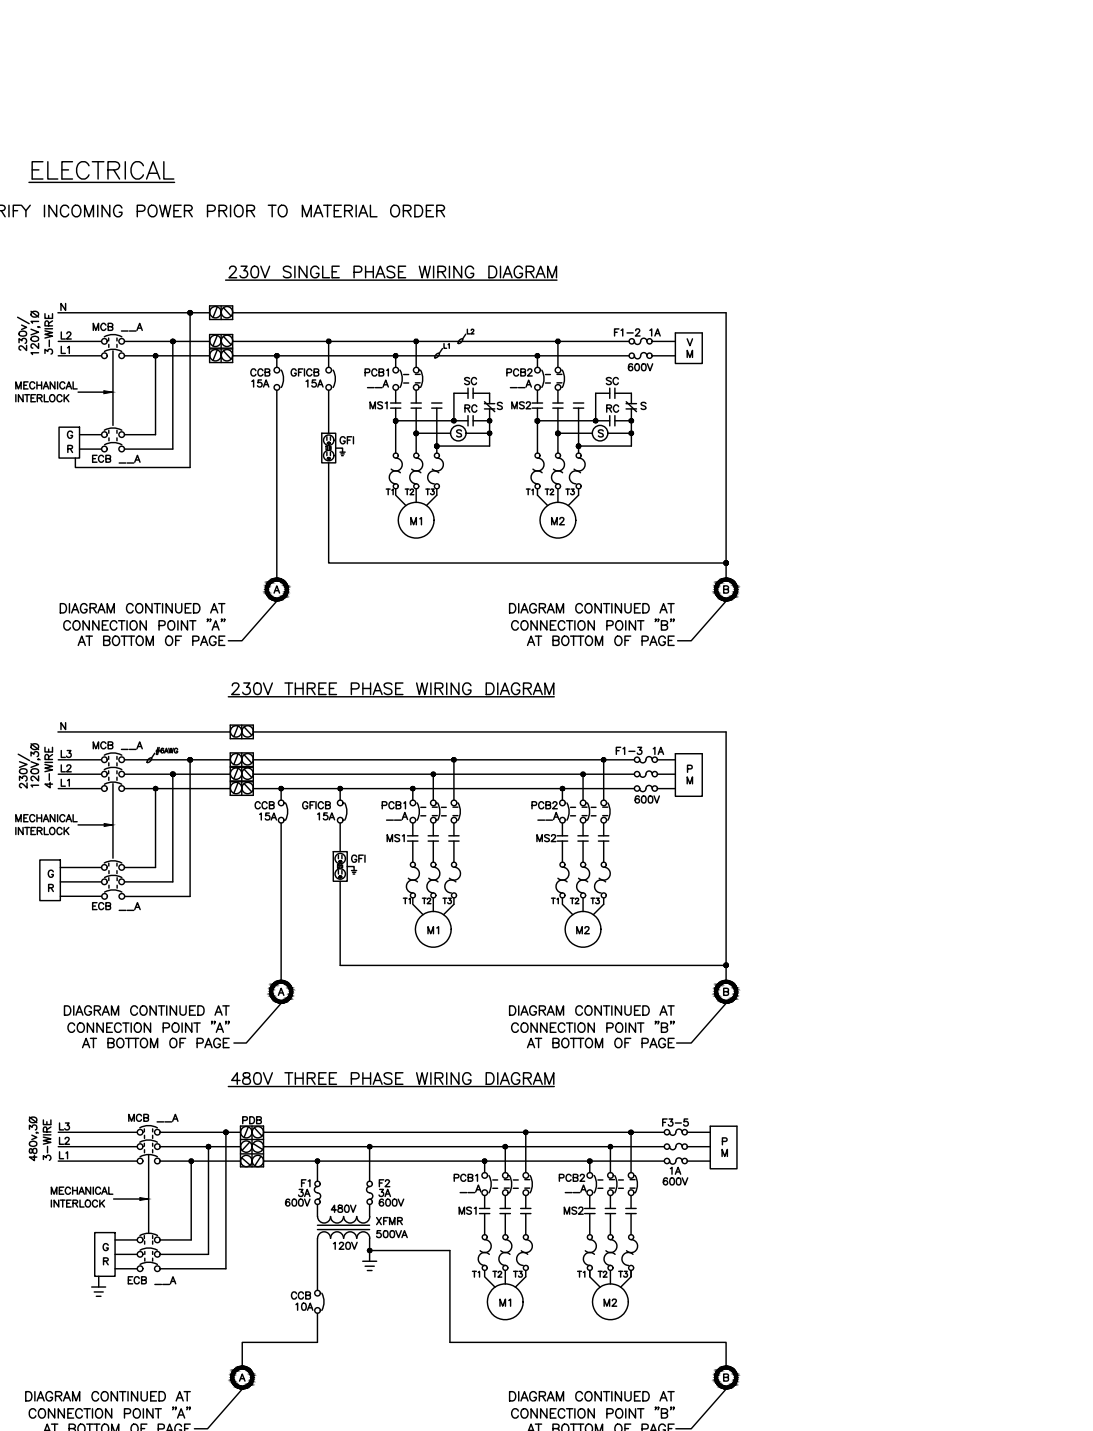 ELECTRICAL
RIFY INCOMING POWER PRIOR TO MATERIAL ORDER
230V SINGLE PHASE WIRING DIAGRAM
230v/
120V,1Ø
3-WIRE
N
L2
L1
MCB __A
MECHANICAL
INTERLOCK
G
R
ECB __A
CCB
15A
GFICB
15A
GFI
L2
L1
PCB1
__A
MS1
SC
RC
S
S
T1
T2
T3
M1
PCB2
__A
MS2
SC
RC
S
S
T1
T2
T3
M2
F1-2 1A
600V
V
M
A
B
DIAGRAM CONTINUED AT
CONNECTION POINT "A"
AT BOTTOM OF PAGE
DIAGRAM CONTINUED AT
CONNECTION POINT "B"
AT BOTTOM OF PAGE
230V THREE PHASE WIRING DIAGRAM
230V/
120V,3Ø
4-WIRE
N
L3
L2
L1
MCB __A
#6AWG
MECHANICAL
INTERLOCK
G
R
ECB __A
CCB
15A
GFICB
15A
GFI
PCB1
__A
MS1
T1
T2
T3
M1
PCB2
__A
MS2
T1
T2
T3
M2
F1-3 1A
600V
P
M
A
B
DIAGRAM CONTINUED AT
CONNECTION POINT "A"
AT BOTTOM OF PAGE
DIAGRAM CONTINUED AT
CONNECTION POINT "B"
AT BOTTOM OF PAGE
480V THREE PHASE WIRING DIAGRAM
480v,3Ø
3-WIRE
L3
L2
L1
MCB __A
PDB
MECHANICAL
INTERLOCK
G
R
ECB __A
F1
3A
600V
F2
3A
600V
480V
XFMR
500VA
120V
CCB
10A
PCB1
__A
MS1
T1
T2
T3
M1
PCB2
__A
MS2
T1
T2
T3
M2
F3-5
1A
600V
P
M
A
B
DIAGRAM CONTINUED AT
CONNECTION POINT "A"
AT BOTTOM OF PAGE
DIAGRAM CONTINUED AT
CONNECTION POINT "B"
AT BOTTOM OF PAGE